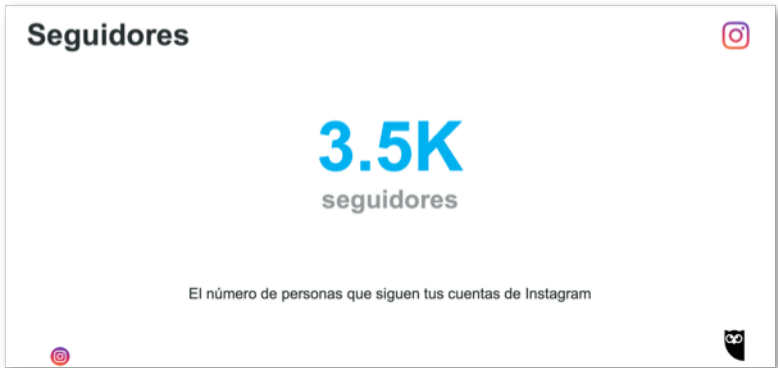 Seguidores
3.5K
seguidores
El número de personas que siguen tus cuentas de Instagram